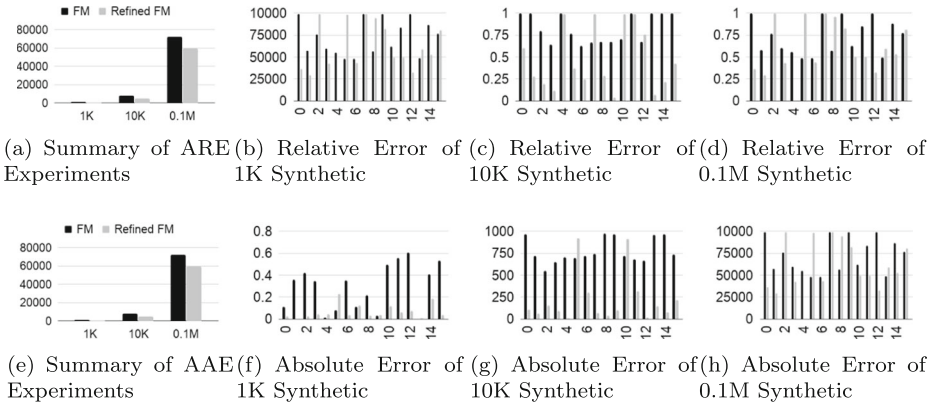 FM Refined FM
80000
60000
40000
20000
0
1K 10K 0.1M
10000
75000
50000
25000
0
0 2 4 6 8 10 12 14
1
0.75
0.5
0.25
0
0 2 4 6 8 10 12 14
1
0.75
0.5
0.25
0
0 2 4 6 8 10 12 14
(a) Summary of ARE Experiments
(b) Relative Error of 1K Synthetic
(c) Relative Error of 10K Synthetic
(d) Relative Error of 0.1M Synthetic
FM Refined FM
80000
60000
40000
20000
0
1K 10K 0.1M
0.8
0.6
0.4
0.2
0
0 2 4 6 8 10 12 14
1000
750
500
250
0
0 2 4 6 8 10 12 14
10000
75000
50000
25000
0
0 2 4 6 8 10 12 14
(e) Summary of AAE Experiments
(f) Absolute Error of 1K Synthetic
(g) Absolute Error of 10K Synthetic
(h) Absolute Error of 0.1M Synthetic